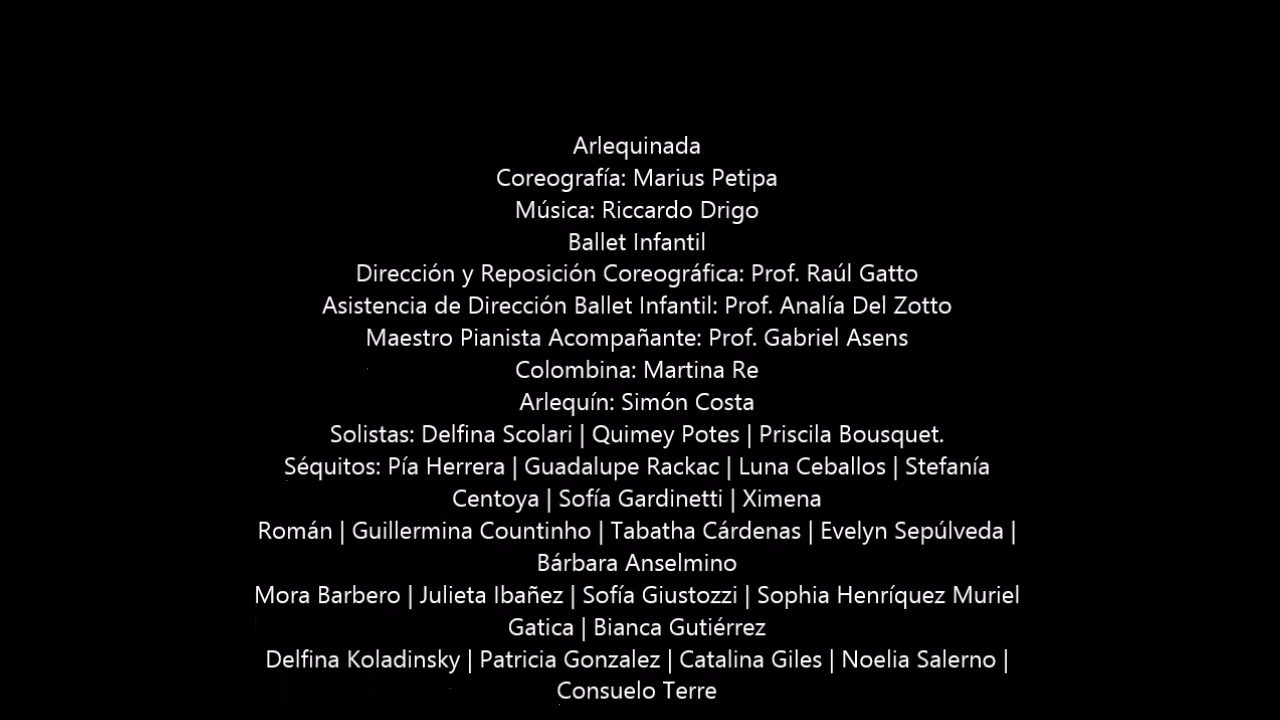 Arlequinada
Coreografía: Marius Petipa
Música: Riccardo Drigo
Ballet Infantil
Dirección y Reposición Coreográfica: Prof. Raúl Gatto
Asistencia de Dirección Ballet Infantil: Prof. Analía Del Zotto
Maestro Pianista Acompañante: Prof. Gabriel Asens
Colombina: Martina Re
Arlequín: Simón Costa
Solistas: Delfina Scolari | Quimey Potes | Priscila Bousquet.
Séquitos: Pía Herrera | Guadalupe Rackac | Luna Ceballos | Stefanía
Centoya | Sofía Gardinetti | Ximena
Román | Guillermina Countinho | Tabatha Cárdenas | Evelyn Sepúlveda |
Bárbara Anselmino
Mora Barbero | Julieta Ibañez | Sofía Giustozzi | Sophia Henríquez Muriel
Gatica | Bianca Gutiérrez
Delfina Koladinsky | Patricia Gonzalez | Catalina Giles | Noelia Salerno |
Consuelo Terre